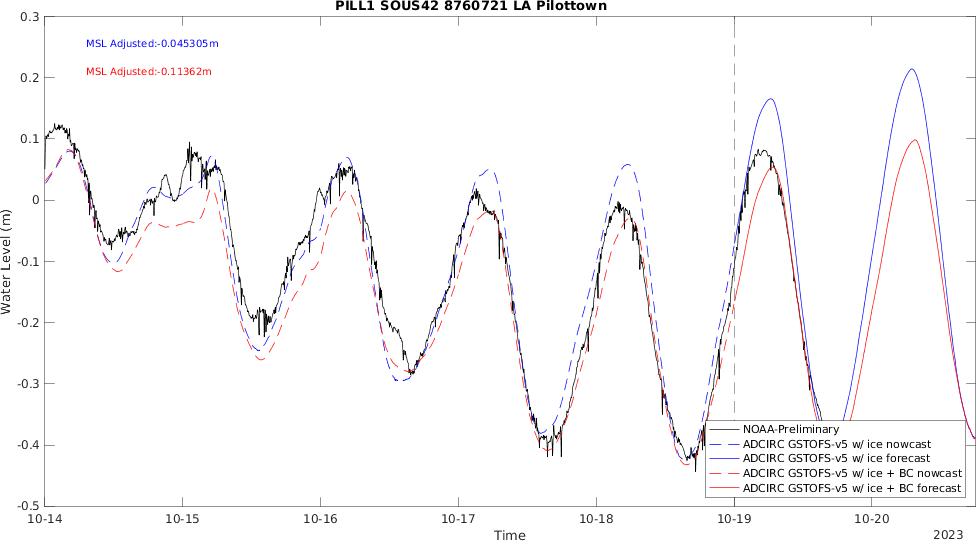 PILL1 SOUS42 8760721 LA Pilottown
MSL Adjusted:-0.045305m
MSL Adjusted:-0.11362m
Water Level (m)
0.3
0.2
0.1
0
-0.1
-0.2
-0.3
-0.4
-0.5
NOAA-Preliminary
ADCIRC GSTOFS-v5 w/ ice nowcast
ADCIRC GSTOFS-v5 w/ ice forecast
ADCIRC GSTOFS-v5 w/ ice + BC nowcast
ADCIRC GSTOFS-v5 w/ ice + BC forecast
10-14 10-15 10-16 10-17 10-18 10-19 10-20
Time
2023